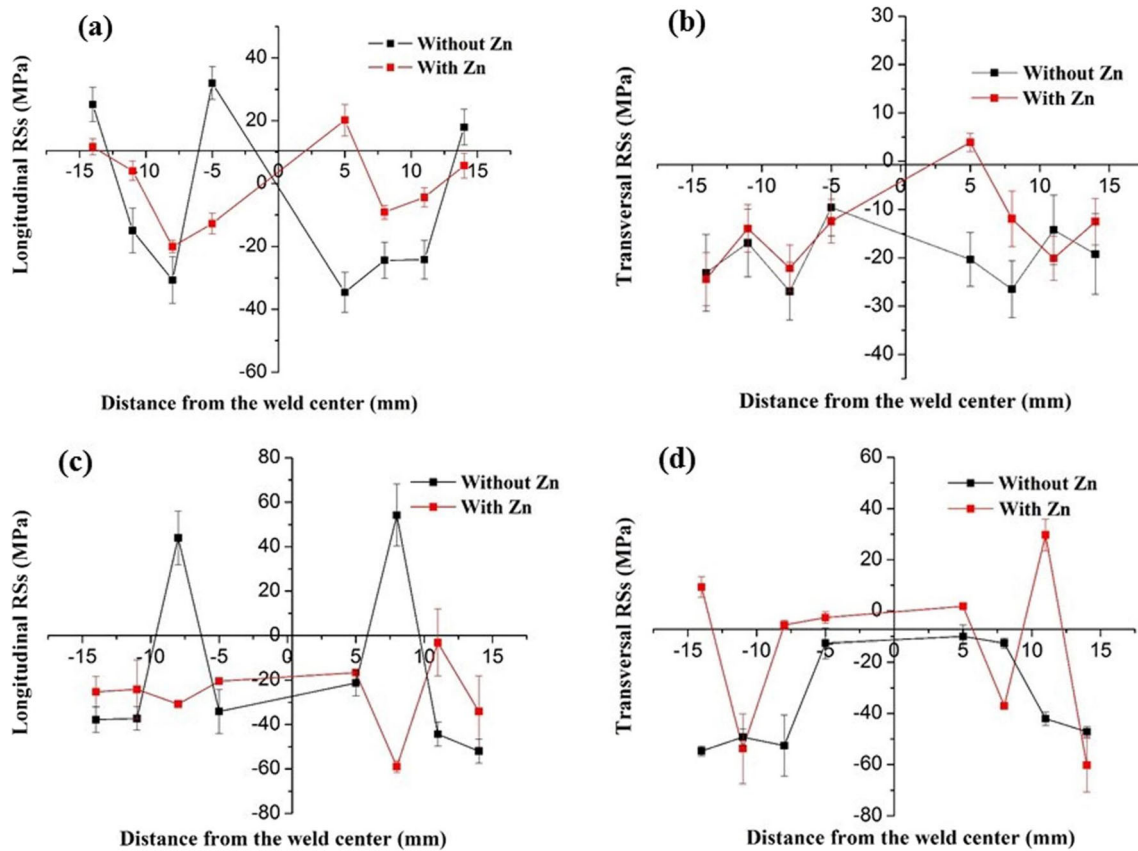 (a)
Longitudinal RSs (MPa)
Without Zn
With Zn
40
20
0
-20
-40
-60
-15 -10 -5 0 5 10 15
Distance from the weld center (mm)
(b)
Transversal RSs (MPa)
Without Zn
With Zn
30
20
10
0
-10
-20
-30
-40
-15 -10 -5 0 5 10 15
Distance from the weld center (mm)
(c)
Longitudinal RSs (MPa)
Without Zn
With Zn
80
60
40
20
0
-20
-40
-60
-80
-15 -10 -5 0 5 10 15
Distance from the weld center (mm)
(d)
Transversal RSs (MPa)
Without Zn
With Zn
60
40
20
0
-20
-40
-60
-80
-15 -10 -5 0 5 10 15
Distance from the weld center (mm)